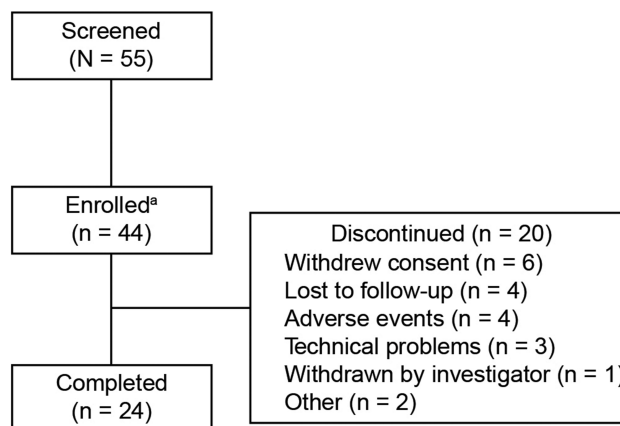 Screened
(N = 55)
Enrolledᵃ
(n = 44)
Discontinued (n = 20)
Withdrew consent (n = 6)
Lost to follow-up (n = 4)
Adverse events (n = 4)
Technical problems (n = 3)
Withdrawn by investigator (n = 1)
Other (n = 2)
Completed
(n = 24)